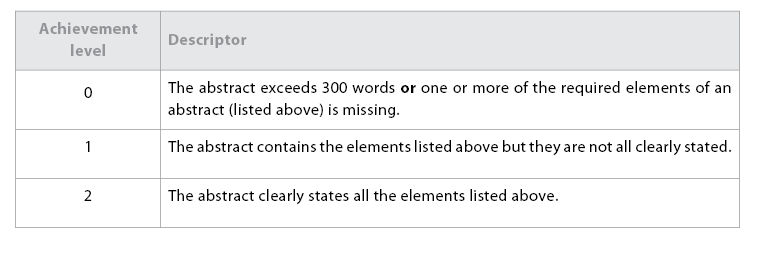 Achievement
level
Descriptor
0
The abstract exceeds 300 words or one or more of the required elements of an
abstract (listed above) is missing.
1
The abstract contains the elements listed above but they are not all clearly stated.
2
The abstract clearly states all the elements listed above.